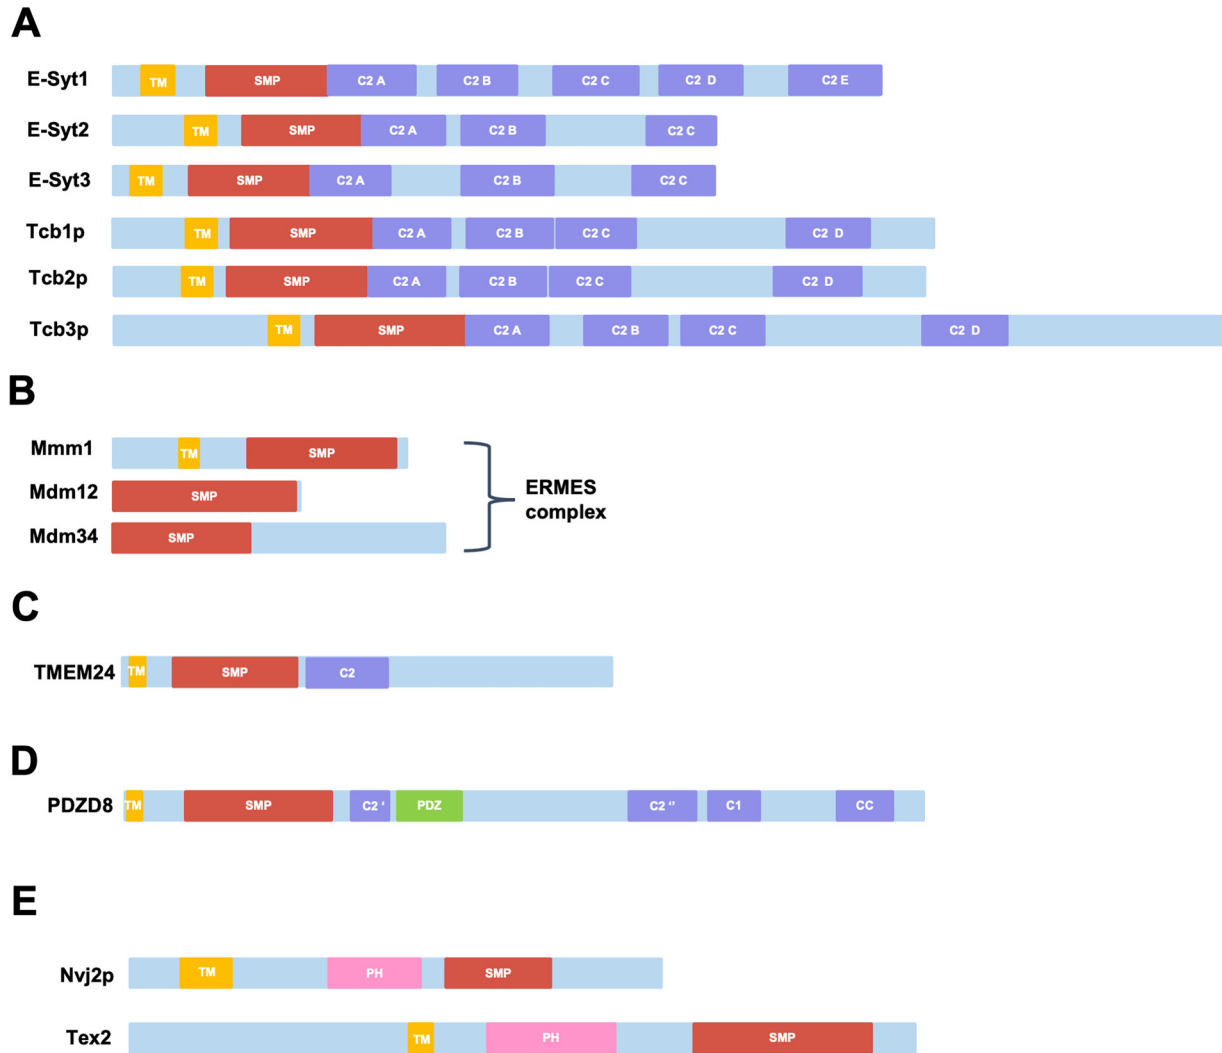 A
E-Syt1 TM SMP C2 A C2 B C2 C C2 D C2 E
E-Syt2 TM SMP C2 A C2 B C2 C
E-Syt3 TM SMP C2 A C2 B C2 C
Tcb1p TM SMP C2 A C2 B C2 C C2 D
Tcb2p TM SMP C2 A C2 B C2 C C2 D
Tcb3p TM SMP C2 A C2 B C2 C C2 D
B
Mmm1 TM SMP
Mdm12 SMP
Mdm34 SMP
ERMES
complex
C
TMEM24 TM SMP C2
D
PDZD8 TM SMP C2 ‘ PDZ C2 ‘’ C1 CC
E
Nvj2p TM PH SMP
Tex2 TM PH SMP